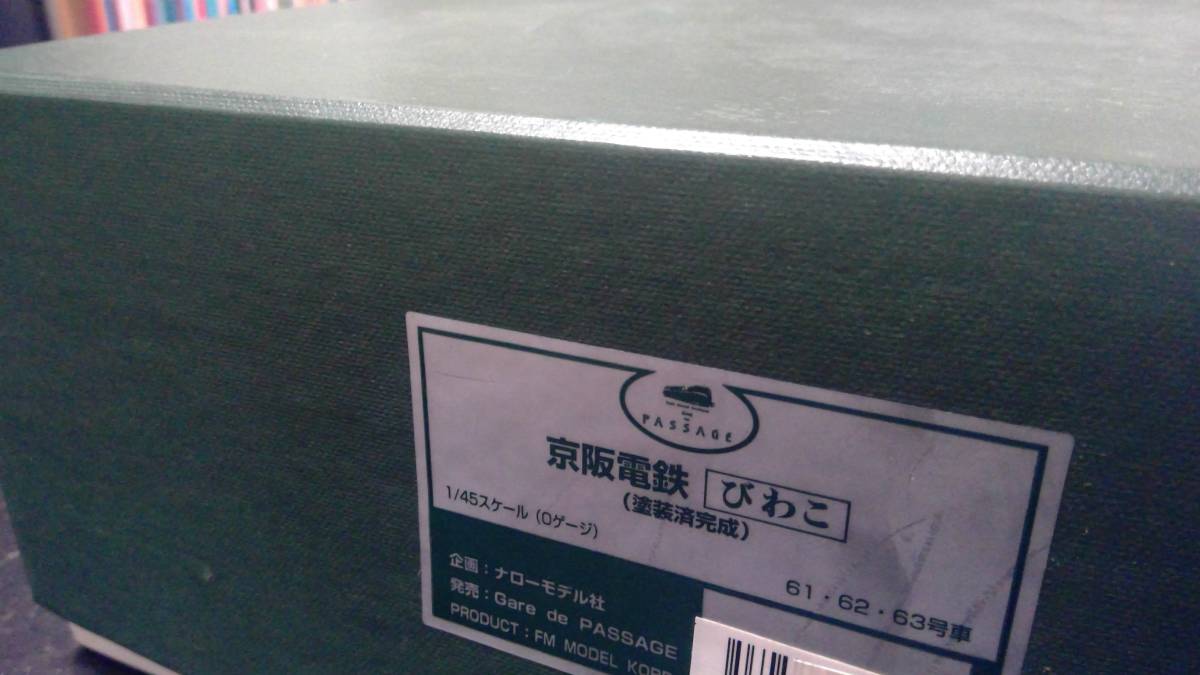 PASSAGE
京阪電鉄 びわこ
(塗装済完成)
1/45スケール (Oゲージ)
61・62・63号車
企画:ナローモデル社
発売:Gare de PASSAGE
PRODUCT:FM MODEL